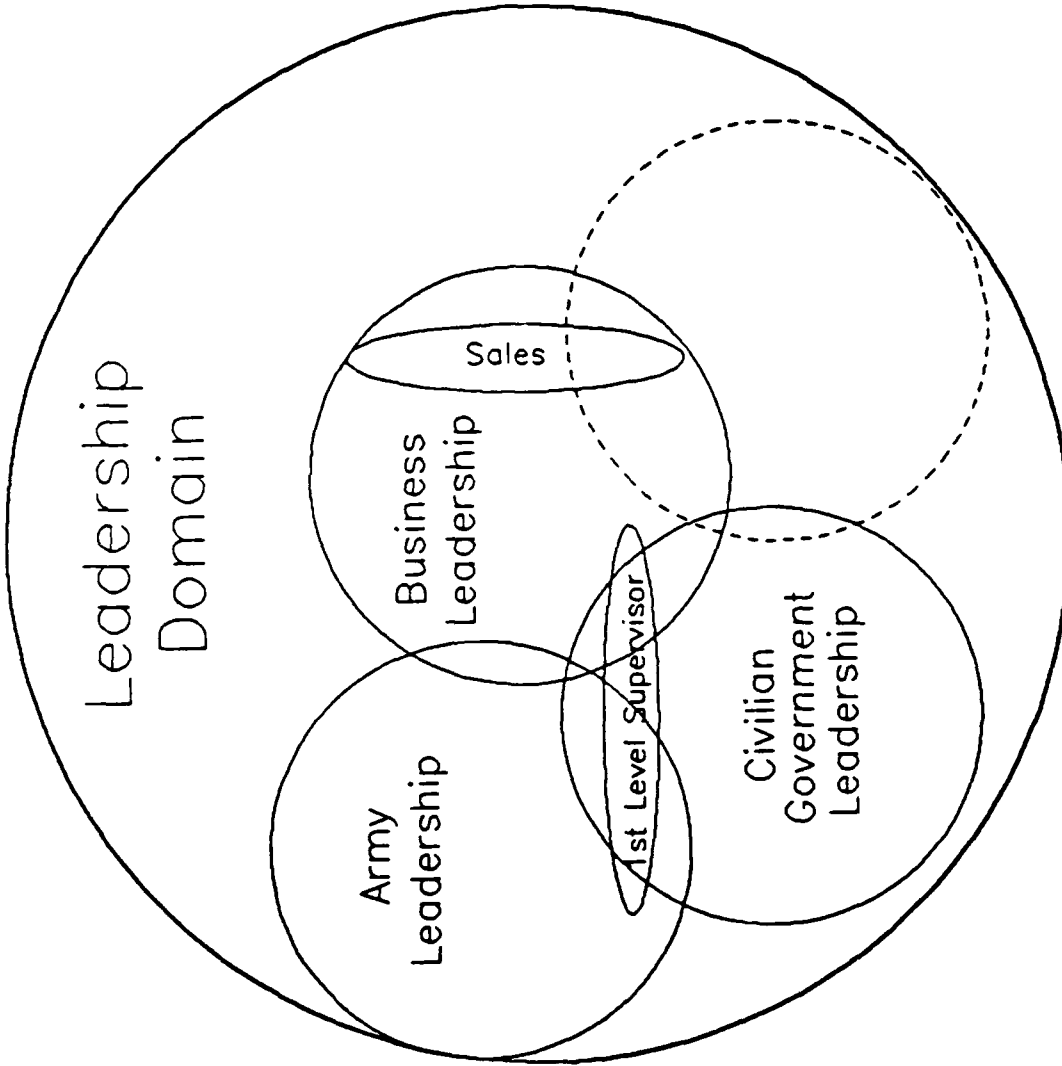 Leadership
Domain
Army
Leadership
Business
Leadership
Sales
1st Level Supervisor
Civilian
Government
Leadership